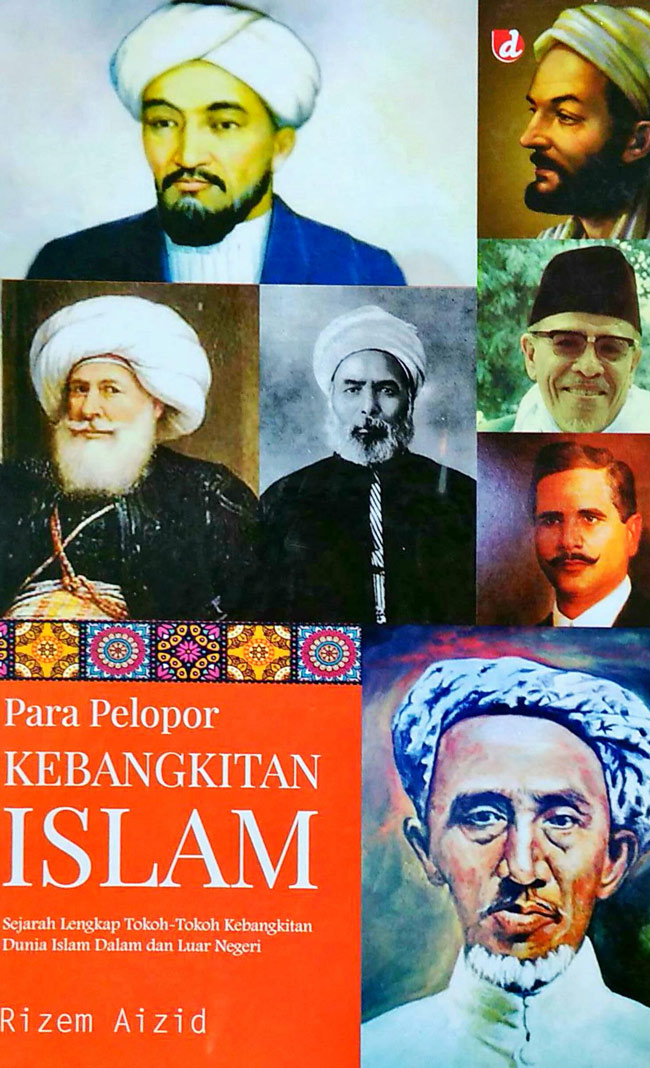 d
Para Pelopor
KEBANGKITAN
ISLAM
Sejarah Lengkap Tokoh-Tokoh Kebangkitan
Dunia Islam Dalam dan Luar Negeri
Rizem Aizid